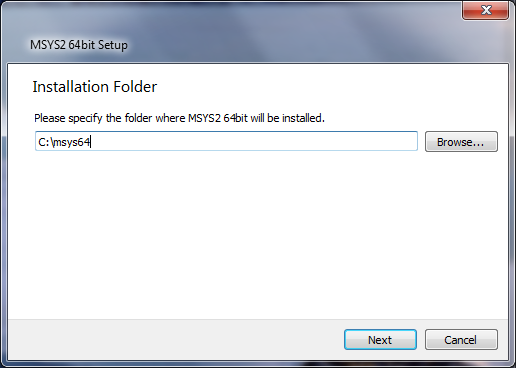 MSYS2 64bit Setup
Installation Folder
Please specify the folder where MSYS2 64bit will be installed.
C:\msys64
Browse...
Next
Cancel